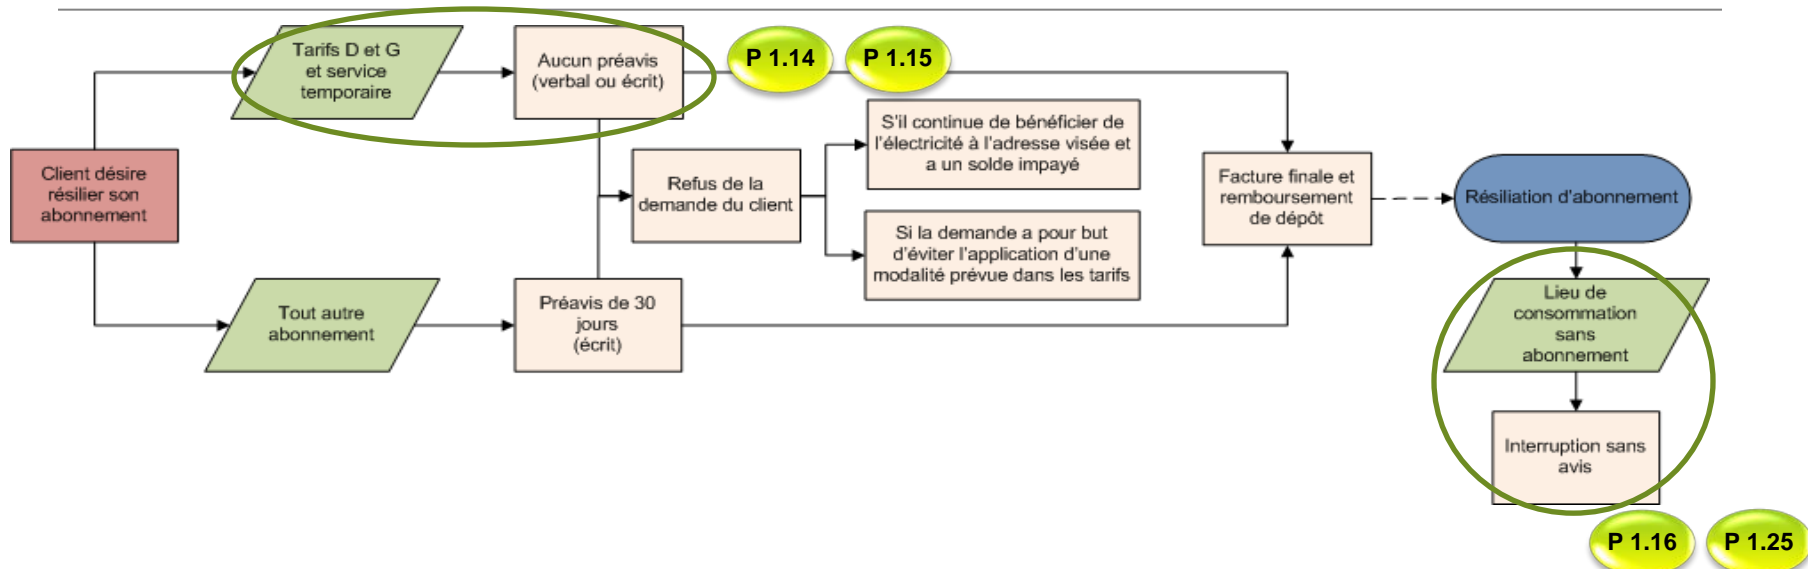 Tarifs D et G
et service
temporaire
Aucun préavis
(verbal ou écrit)
P 1.14
P 1.15
S'il continue de bénéficier de
l'électricité à l'adresse visée et
a un solde impayé
Client désire
résilier son
abonnement
Refus de la
demande du client
Facture finale et
remboursement
de dépôt
Résiliation d'abonnement
Si la demande a pour but
d'éviter l'application d'une
modalité prévue dans les tarifs
Tout autre
abonnement
Préavis de 30
jours
(écrit)
Lieu de
consommation
sans
abonnement
Interruption sans
avis
P 1.16
P 1.25